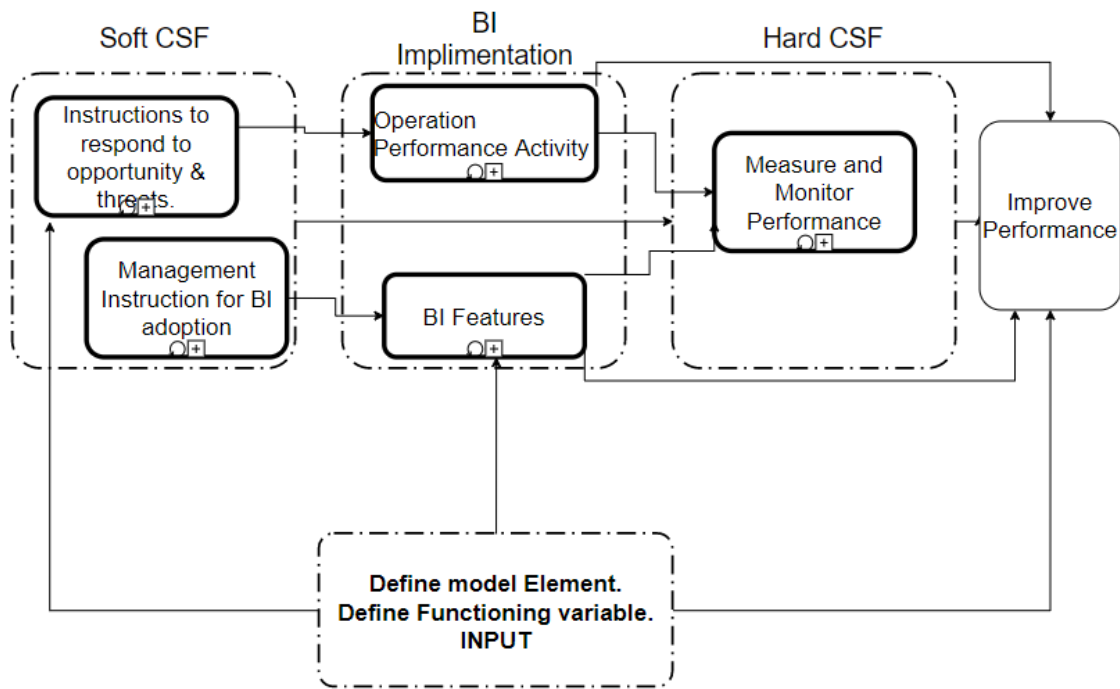 Soft CSF
BI
Implimentation
Hard CSF
Instructions to
respond to
opportunity &
threats.
Operation
Performance Activity
Measure and
Monitor
Performance
Improve
Performance
Management
Instruction for BI
adoption
BI Features
Define model Element.
Define Functioning variable.
INPUT